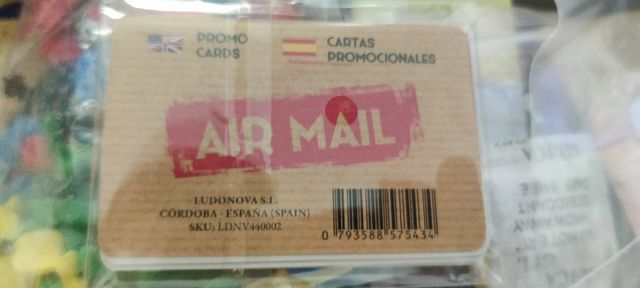 PROMO
CARDS
CARTAS
PROMOCIONALES
AIR MAIL
LUDONOVA S.L.
CÓRDOBA - ESPAÑA (SPAIN)
SKU: LDNV440002
0 793588 575434